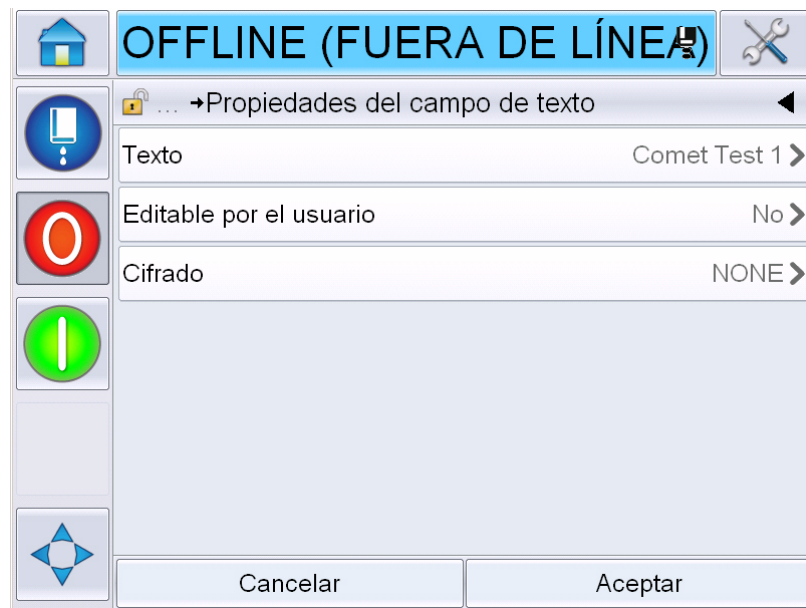 OFFLINE (FUERA DE LÍNEA)
... →Propiedades del campo de texto
Texto Comet Test 1
Editable por el usuario No
Cifrado NONE
Cancelar Aceptar